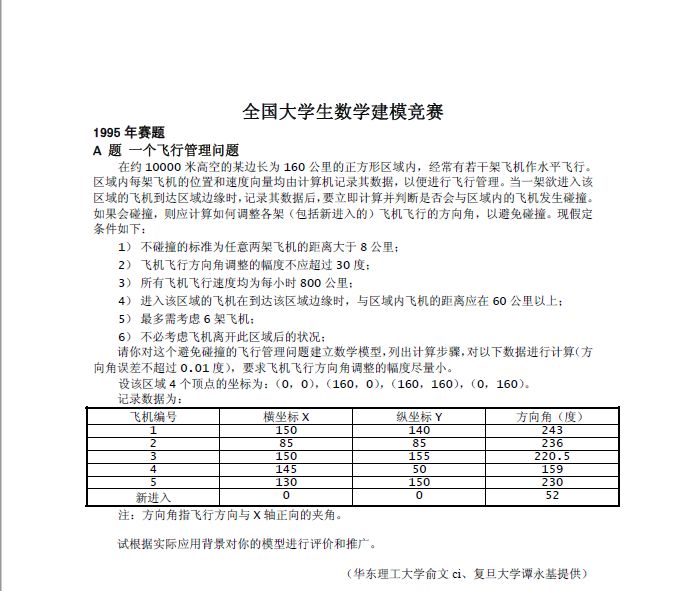 全国大学生数学建模竞赛
1995 年赛题
A 题 一个飞行管理问题
在约 10000 米高空的某边长为 160 公里的正方形区域内，经常有若干架飞机作水平飞行。
区域内每架飞机的位置和速度向量均由计算机记录其数据，以便进行飞行管理。当一架欲进入该
区域的飞机到达区域边缘时，记录其数据后，要立即计算并判断是否会与区域内的飞机发生碰撞。
如果会碰撞，则应计算如何调整各架（包括新进入的）飞机飞行的方向角，以避免碰撞。现假定
条件如下：
1） 不碰撞的标准为任意两架飞机的距离大于 8 公里；
2） 飞机飞行方向角调整的幅度不应超过 30 度；
3） 所有飞机飞行速度均为每小时 800 公里；
4） 进入该区域的飞机在到达该区域边缘时，与区域内飞机的距离应在 60 公里以上；
5） 最多需考虑 6 架飞机；
6） 不必考虑飞机离开此区域后的状况；
请你对这个避免碰撞的飞行管理问题建立数学模型，列出计算步骤，对以下数据进行计算（方
向角误差不超过 0.01 度），要求飞机飞行方向角调整的幅度尽量小。
设该区域 4 个顶点的坐标为：（0，0），（160，0），（160，160），（0，160）。
记录数据为：
飞机编号 横坐标 X 纵坐标 Y 方向角（度）
1 150 140 243
2 85 85 236
3 150 155 220.5
4 145 50 159
5 130 150 230
新进入 0 0 52
注：方向角指飞行方向与 X 轴正向的夹角。
试根据实际应用背景对你的模型进行评价和推广。
（华东理工大学俞文 ci、复旦大学谭永基提供）